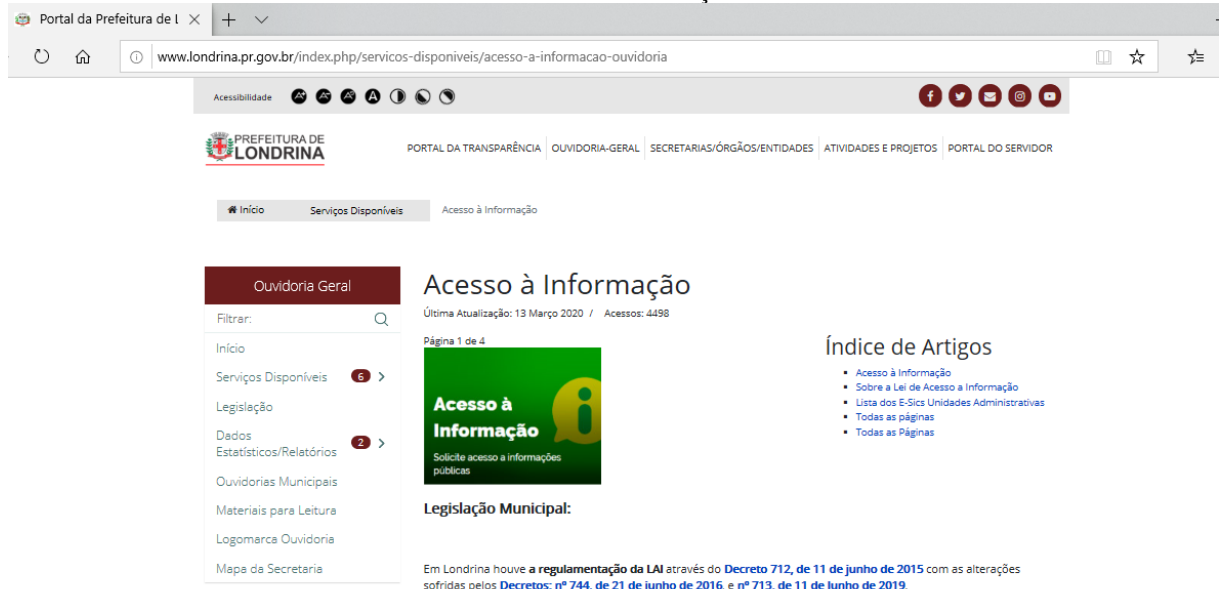 Portal da Prefeitura de L
www.londrina.pr.gov.br/index.php/servicos-disponiveis/acesso-a-informacao-ouvidoria
Acessibilidade
PREFEITURA DE
LONDRINA
PORTAL DA TRANSPARÊNCIA OUVIDORIA-GERAL SECRETARIAS/ÓRGÃOS/ENTIDADES ATIVIDADES E PROJETOS PORTAL DO SERVIDOR
Início Serviços Disponíveis Acesso à Informação
Ouvidoria Geral
Filtrar:
Início
Serviços Disponíveis 6
Legislação
Dados
Estatísticos/Relatórios 2
Ouvidorias Municipais
Materiais para Leitura
Logomarca Ouvidoria
Mapa da Secretaria
Acesso à Informação
Última Atualização: 13 Março 2020 / Acessos: 4498
Página 1 de 4
Acesso à
Informação
Solicite acesso a informações
públicas
Índice de Artigos
Acesso à Informação
Sobre a Lei de Acesso a Informação
Lista dos E-Sics Unidades Administrativas
Todas as páginas
Todas as Páginas
Legislação Municipal:
Em Londrina houve a regulamentação da LAI através do Decreto 712, de 11 de junho de 2015 com as alterações
sofridas pelos Decretos: nº 744, de 21 de junho de 2016, e nº 713, de 11 de Junho de 2019.